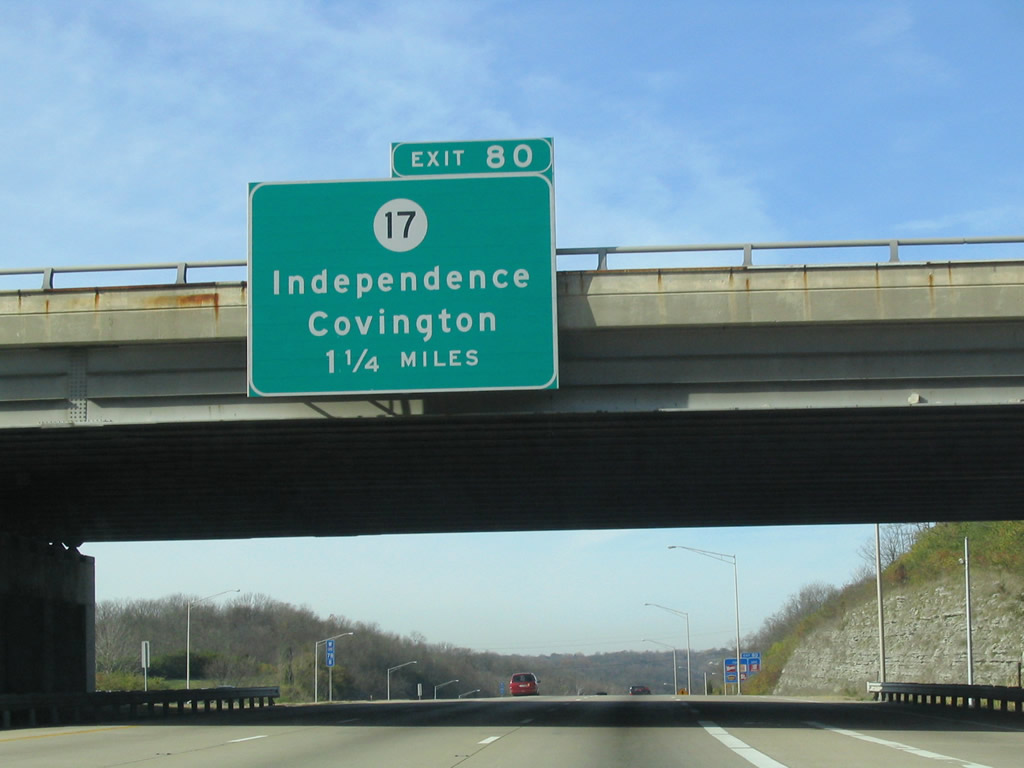 EXIT 80
17
Independence
Covington
1 1/4 MILES